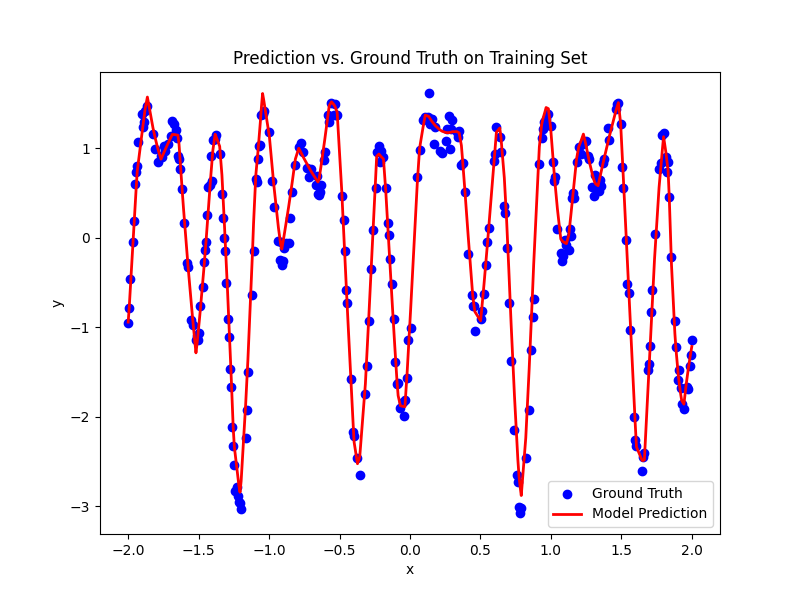 Prediction vs. Ground Truth on Training Set
1
0
−1
−2
−3
y
−2.0 −1.5 −1.0 −0.5 0.0 0.5 1.0 1.5 2.0
x
Ground Truth
Model Prediction